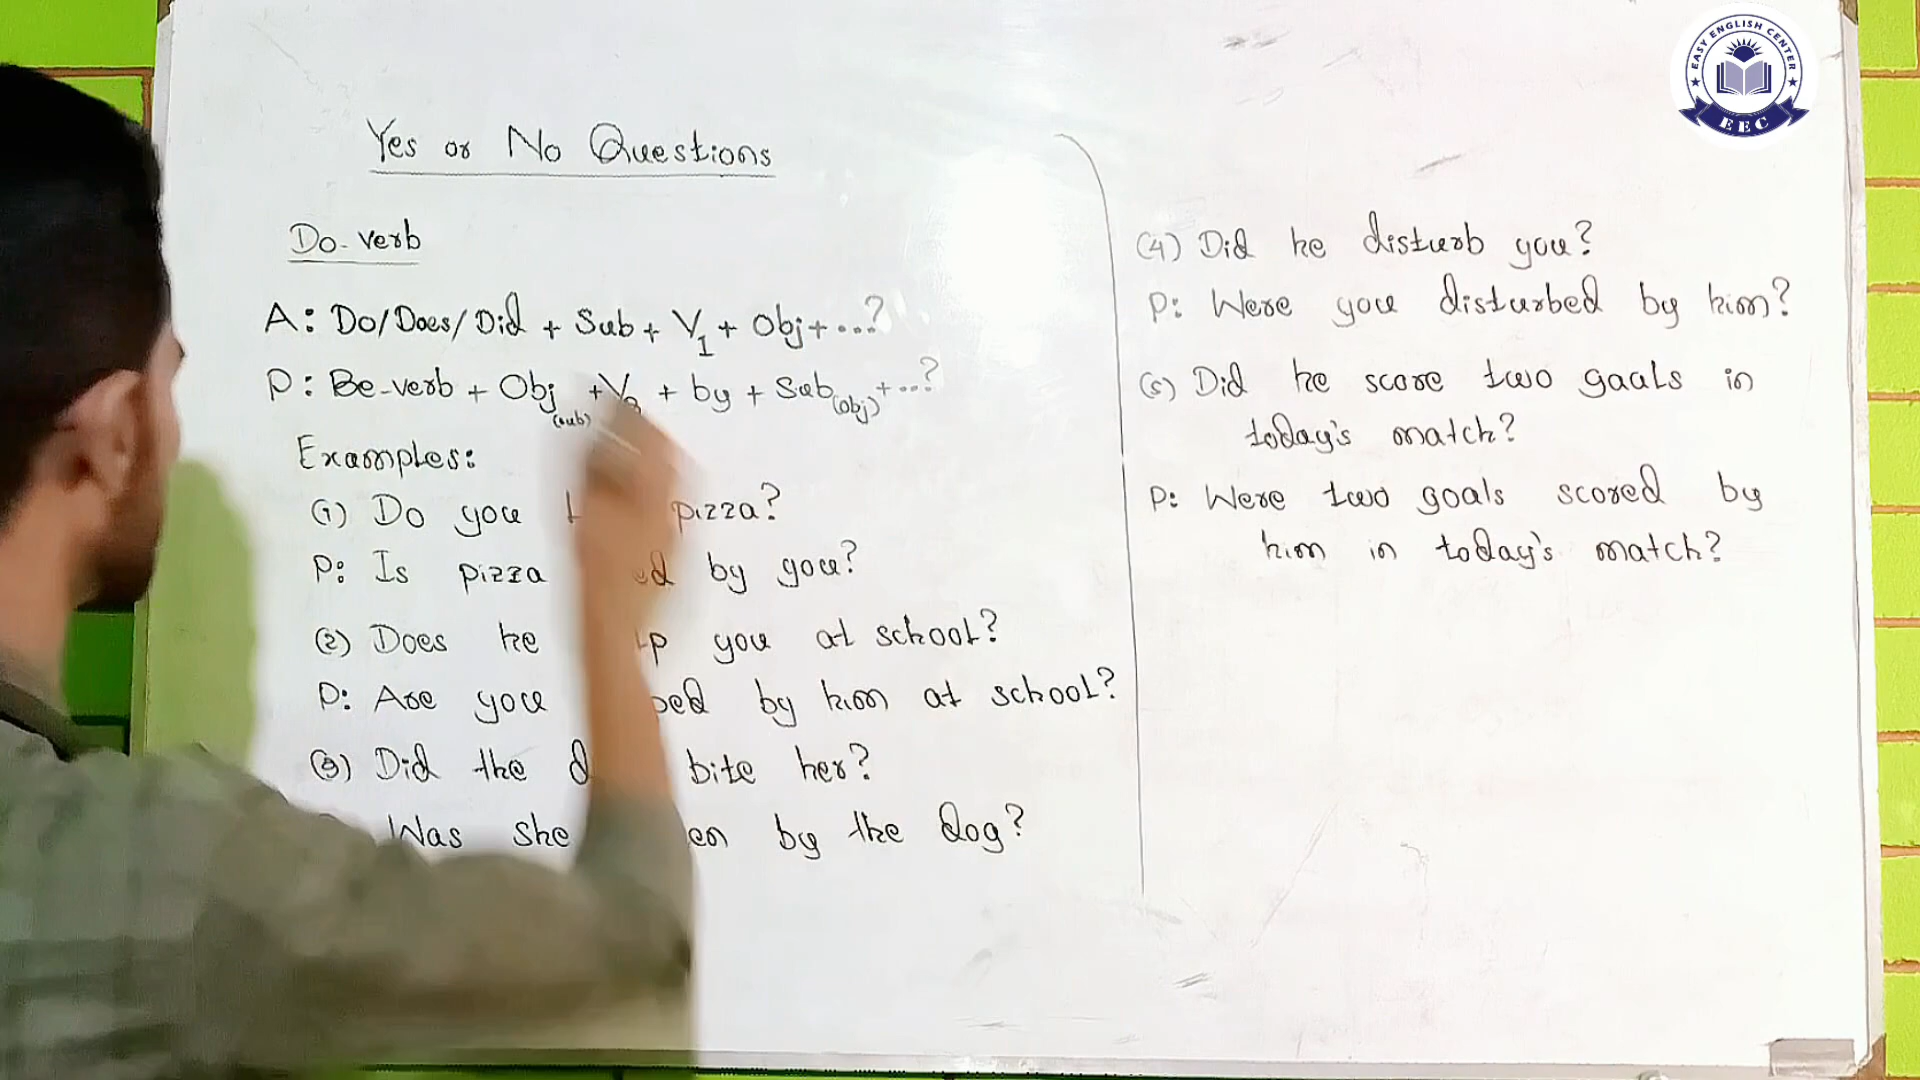 Yes or No Questions
Do-verb
A: Do/Does/Did + Sub + V1 + Obj + ...?
P: Be-verb + Obj(sub) + V + by + Sub(obj) + ...?
Examples:
(1) Do you pizza?
P: Is pizza by you?
(2) Does he you at school?
P: Are you by him at school?
(3) Did the bite her?
Was she by the dog?
(4) Did he disturb you?
P: Were you disturbed by him?
(5) Did he score two goals in
today's match?
P: Were two goals scored by
him in today's match?
EASY ENGLISH CENTER
EEC